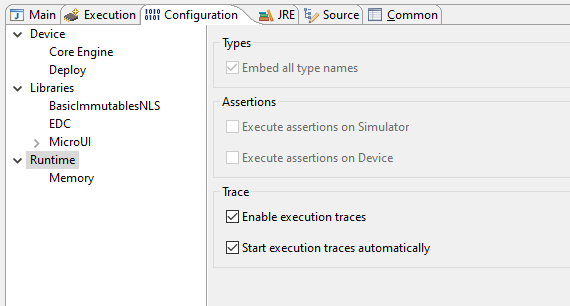 Main Execution Configuration JRE Source Common
Device
Core Engine
Deploy
Libraries
BasicImmutablesNLS
EDC
MicroUI
Runtime
Memory
Types
Embed all type names
Assertions
Execute assertions on Simulator
Execute assertions on Device
Trace
Enable execution traces
Start execution traces automatically